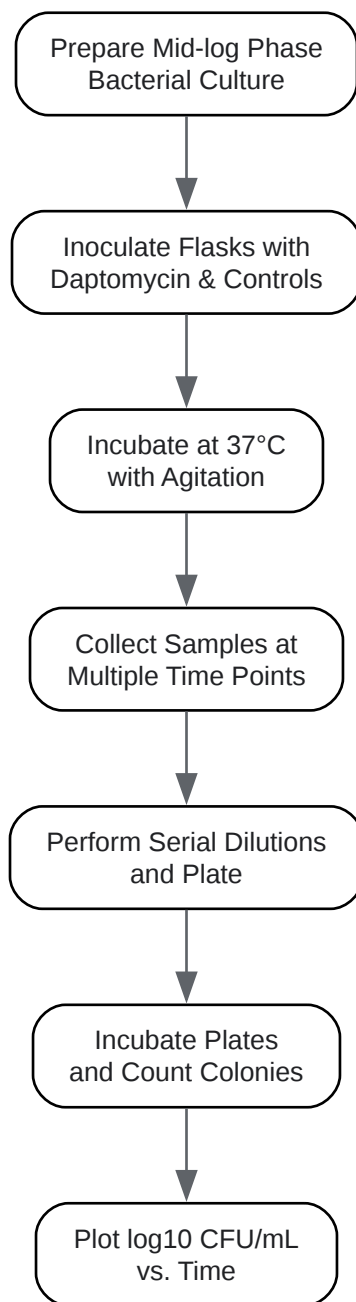 Prepare Mid-log Phase
Bacterial Culture
Inoculate Flasks with
Daptomycin & Controls
Incubate at 37°C
with Agitation
Collect Samples at
Multiple Time Points
Perform Serial Dilutions
and Plate
Incubate Plates
and Count Colonies
Plot log10 CFU/mL
vs. Time